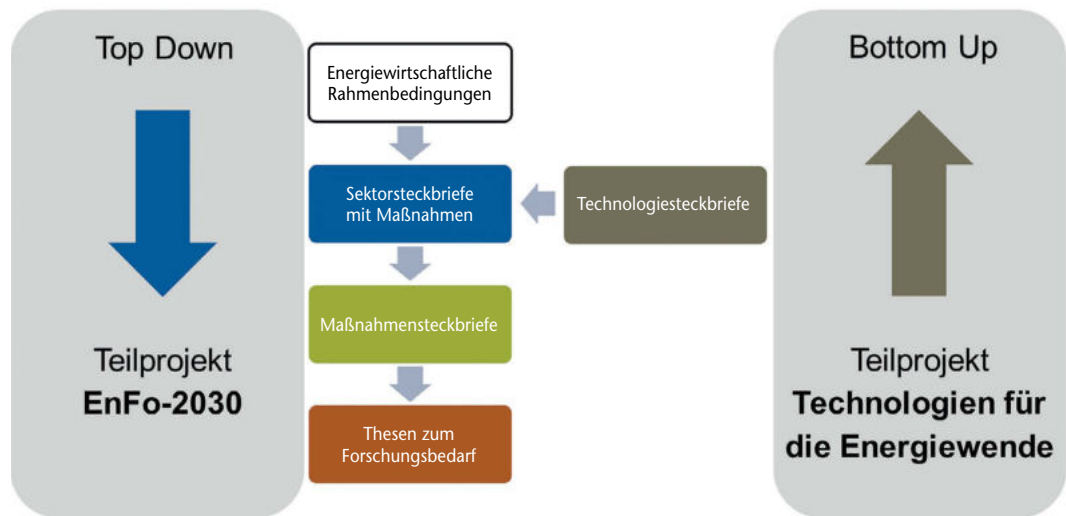 Top Down
Teilprojekt
EnFo-2030
Energiewirtschaftliche
Rahmenbedingungen
Sektorsteckbriefe
mit Maßnahmen
Technologiesteckbriefe
Maßnahmensteckbriefe
Thesen zum
Forschungsbedarf
Bottom Up
Teilprojekt
Technologien für
die Energiewende